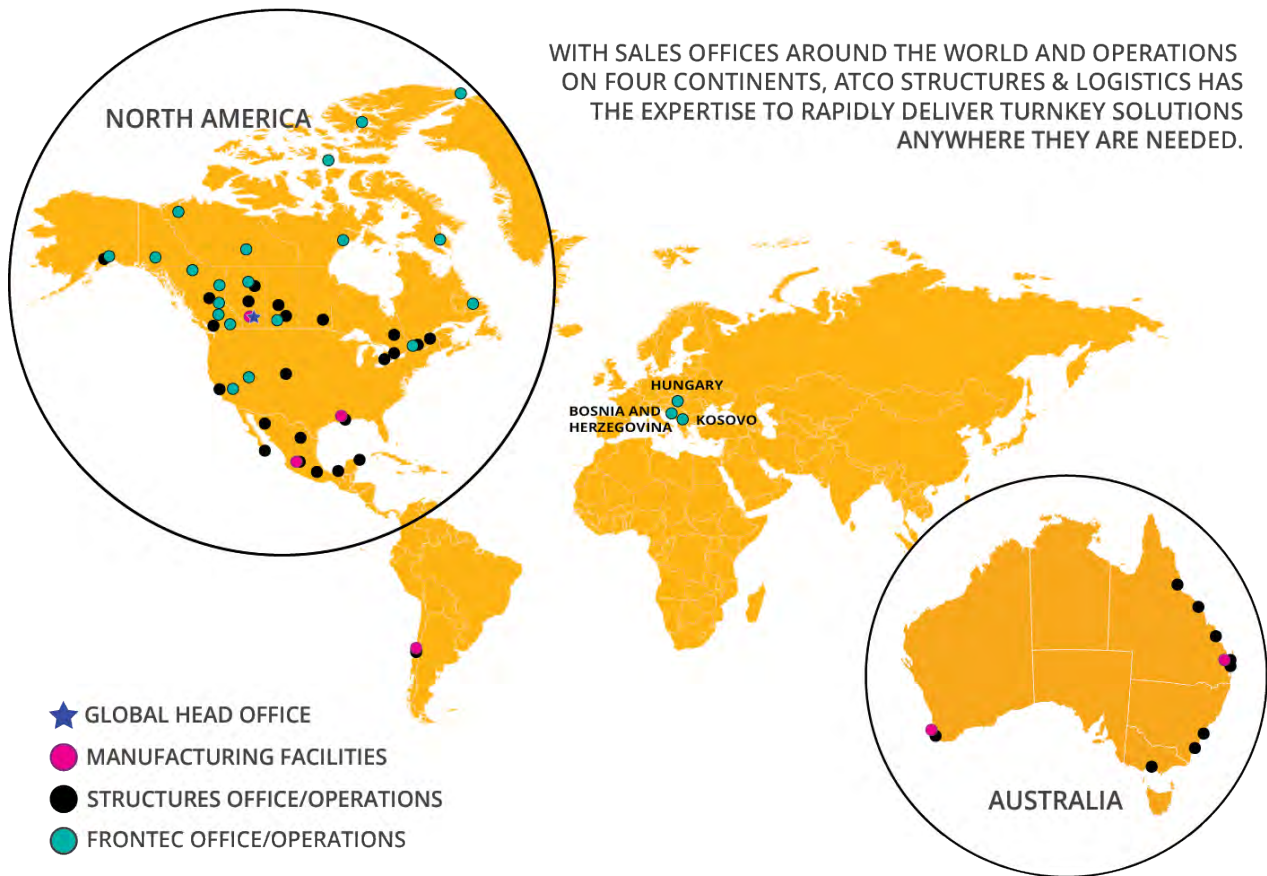 WITH SALES OFFICES AROUND THE WORLD AND OPERATIONS
ON FOUR CONTINENTS, ATCO STRUCTURES & LOGISTICS HAS
THE EXPERTISE TO RAPIDLY DELIVER TURNKEY SOLUTIONS
ANYWHERE THEY ARE NEEDED.
NORTH AMERICA
HUNGARY
BOSNIA AND
HERZEGOVINA
KOSOVO
AUSTRALIA
GLOBAL HEAD OFFICE
MANUFACTURING FACILITIES
STRUCTURES OFFICE/OPERATIONS
FRONTEC OFFICE/OPERATIONS